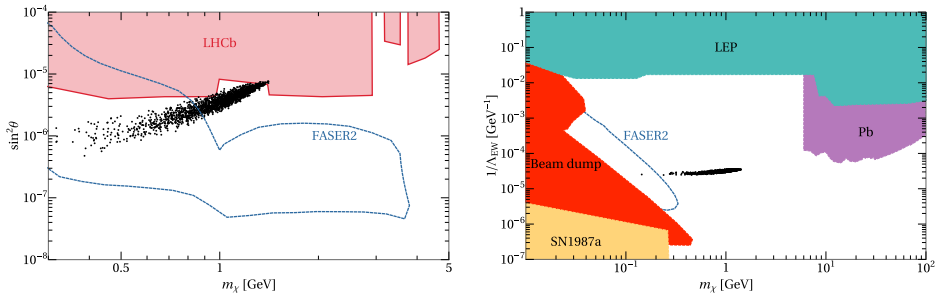 10⁻⁴
10⁻⁵
10⁻⁶
10⁻⁷
10⁻⁸
sin²θ
LHCb
FASER2
0.5
1
5
mχ [GeV]
1
10⁻¹
10⁻²
10⁻³
10⁻⁴
10⁻⁵
10⁻⁶
10⁻⁷
1/Λ_EW [GeV⁻¹]
LEP
FASER2
Pb
Beam dump
SN1987a
10⁻¹
1
10¹
10²
mχ [GeV]